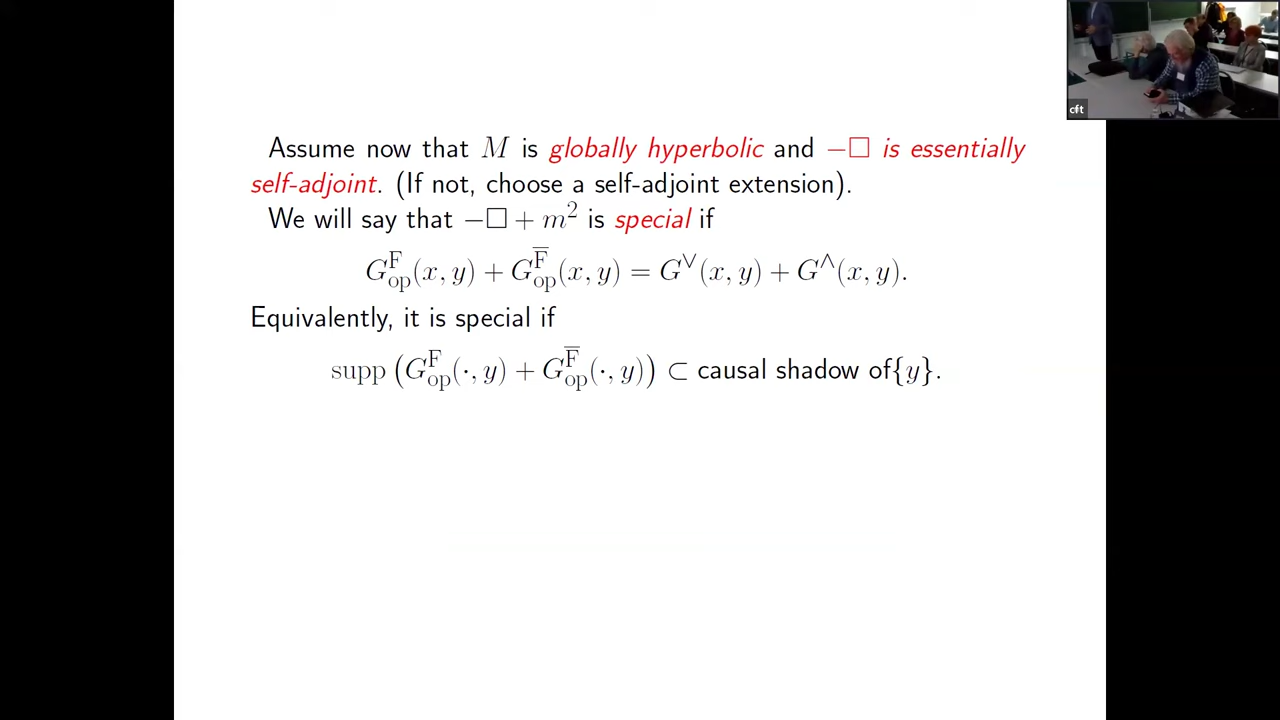 Assume now that M is globally hyperbolic and −□ is essentially
self-adjoint. (If not, choose a self-adjoint extension).
We will say that −□ + m² is special if
G^F_op(x, y) + G^F̅_op(x, y) = G^∨(x, y) + G^∧(x, y).
Equivalently, it is special if
supp (G^F_op(·, y) + G^F̅_op(·, y)) ⊂ causal shadow of{y}.
cft